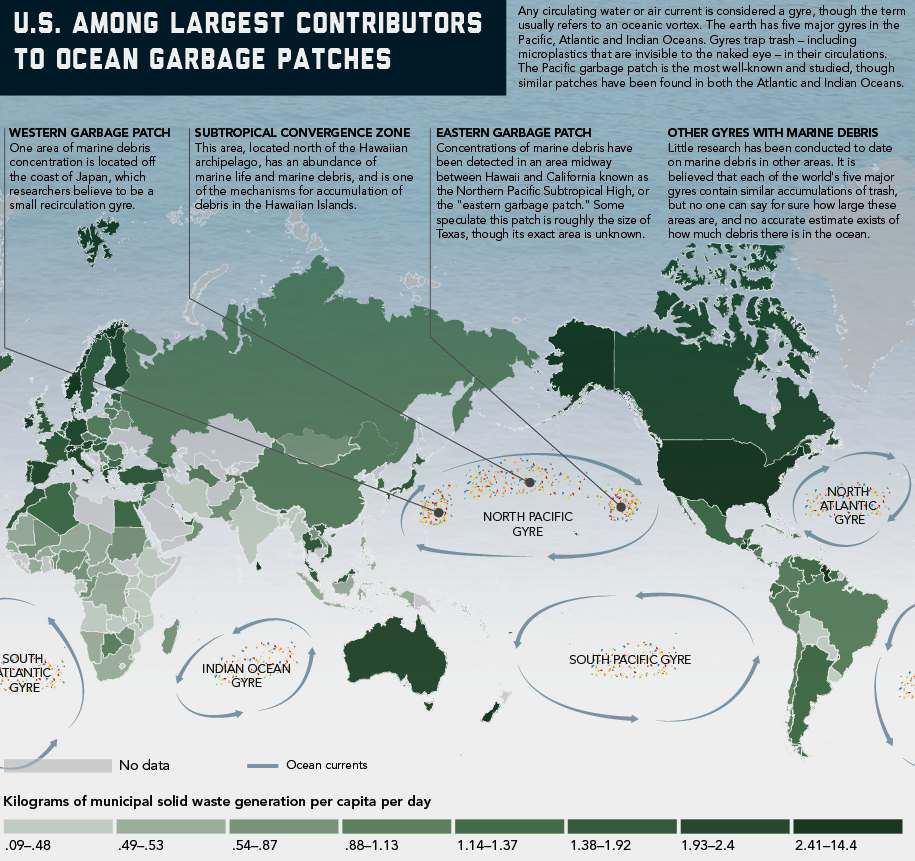 U.S. AMONG LARGEST CONTRIBUTORS
TO OCEAN GARBAGE PATCHES
Any circulating water or air current is considered a gyre, though the term
usually refers to an oceanic vortex. The earth has five major gyres in the
Pacific, Atlantic and Indian Oceans. Gyres trap trash – including
microplastics that are invisible to the naked eye – in their circulations.
The Pacific garbage patch is the most well-known and studied, though
similar patches have been found in both the Atlantic and Indian Oceans.
WESTERN GARBAGE PATCH
One area of marine debris
concentration is located off
the coast of Japan, which
researchers believe to be a
small recirculation gyre.
SUBTROPICAL CONVERGENCE ZONE
This area, located north of the Hawaiian
archipelago, has an abundance of
marine life and marine debris, and is one
of the mechanisms for accumulation of
debris in the Hawaiian Islands.
EASTERN GARBAGE PATCH
Concentrations of marine debris have
been detected in an area midway
between Hawaii and California known as
the Northern Pacific Subtropical High, or
the "eastern garbage patch." Some
speculate this patch is roughly the size of
Texas, though its exact area is unknown.
OTHER GYRES WITH MARINE DEBRIS
Little research has been conducted to date
on marine debris in other areas. It is
believed that each of the world's five major
gyres contain similar accumulations of trash,
but no one can say for sure how large these
areas are, and no accurate estimate exists of
how much debris there is in the ocean.
NORTH PACIFIC
GYRE
NORTH
ATLANTIC
GYRE
SOUTH
ATLANTIC
GYRE
INDIAN OCEAN
GYRE
SOUTH PACIFIC GYRE
No data
Ocean currents
Kilograms of municipal solid waste generation per capita per day
.09–.48
.49–.53
.54–.87
.88–1.13
1.14–1.37
1.38–1.92
1.93–2.4
2.41–14.4